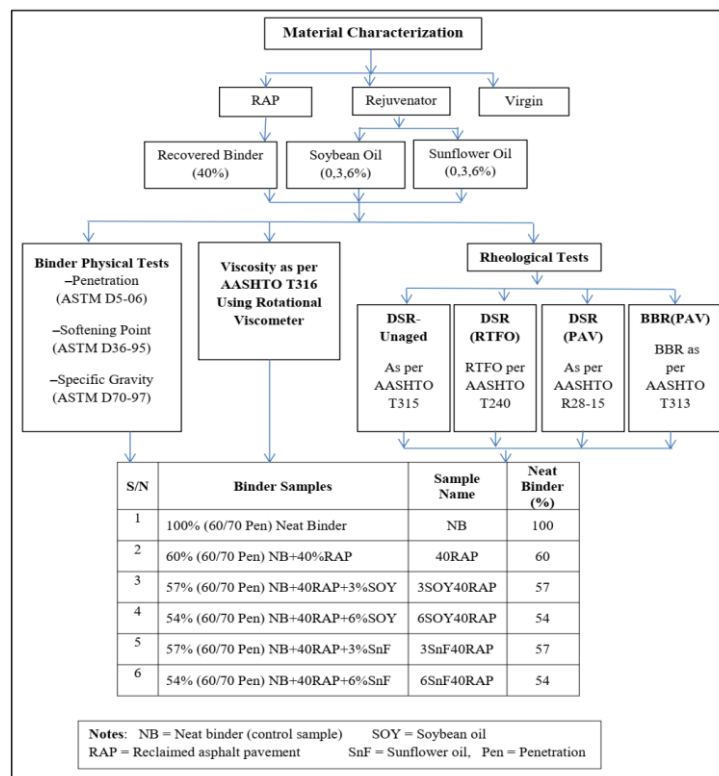 Material Characterization
RAP
Rejuvenator
Virgin
Recovered Binder
(40%)
Soybean Oil
(0,3,6%)
Sunflower Oil
(0,3,6%)
Binder Physical Tests
–Penetration
(ASTM D5-06)
–Softening Point
(ASTM D36-95)
–Specific Gravity
(ASTM D70-97)
Viscosity as per
AASHTO T316
Using Rotational
Viscometer
Rheological Tests
DSR-
Unaged
As per
AASHTO
T315
DSR
(RTFO)
RTFO per
AASHTO
T240
DSR
(PAV)
As per
AASHTO
R28-15
BBR(PAV)
BBR as
per
AASHTO
T313
S/N Binder Samples Sample Name Neat Binder (%)
1 100% (60/70 Pen) Neat Binder NB 100
2 60% (60/70 Pen) NB+40%RAP 40RAP 60
3 57% (60/70 Pen) NB+40RAP+3%SOY 3SOY40RAP 57
4 54% (60/70 Pen) NB+40RAP+6%SOY 6SOY40RAP 54
5 57% (60/70 Pen) NB+40RAP+3%SnF 3SnF40RAP 57
6 54% (60/70 Pen) NB+40RAP+6%SnF 6SnF40RAP 54
Notes: NB = Neat binder (control sample) SOY = Soybean oil
RAP = Reclaimed asphalt pavement SnF = Sunflower oil, Pen = Penetration